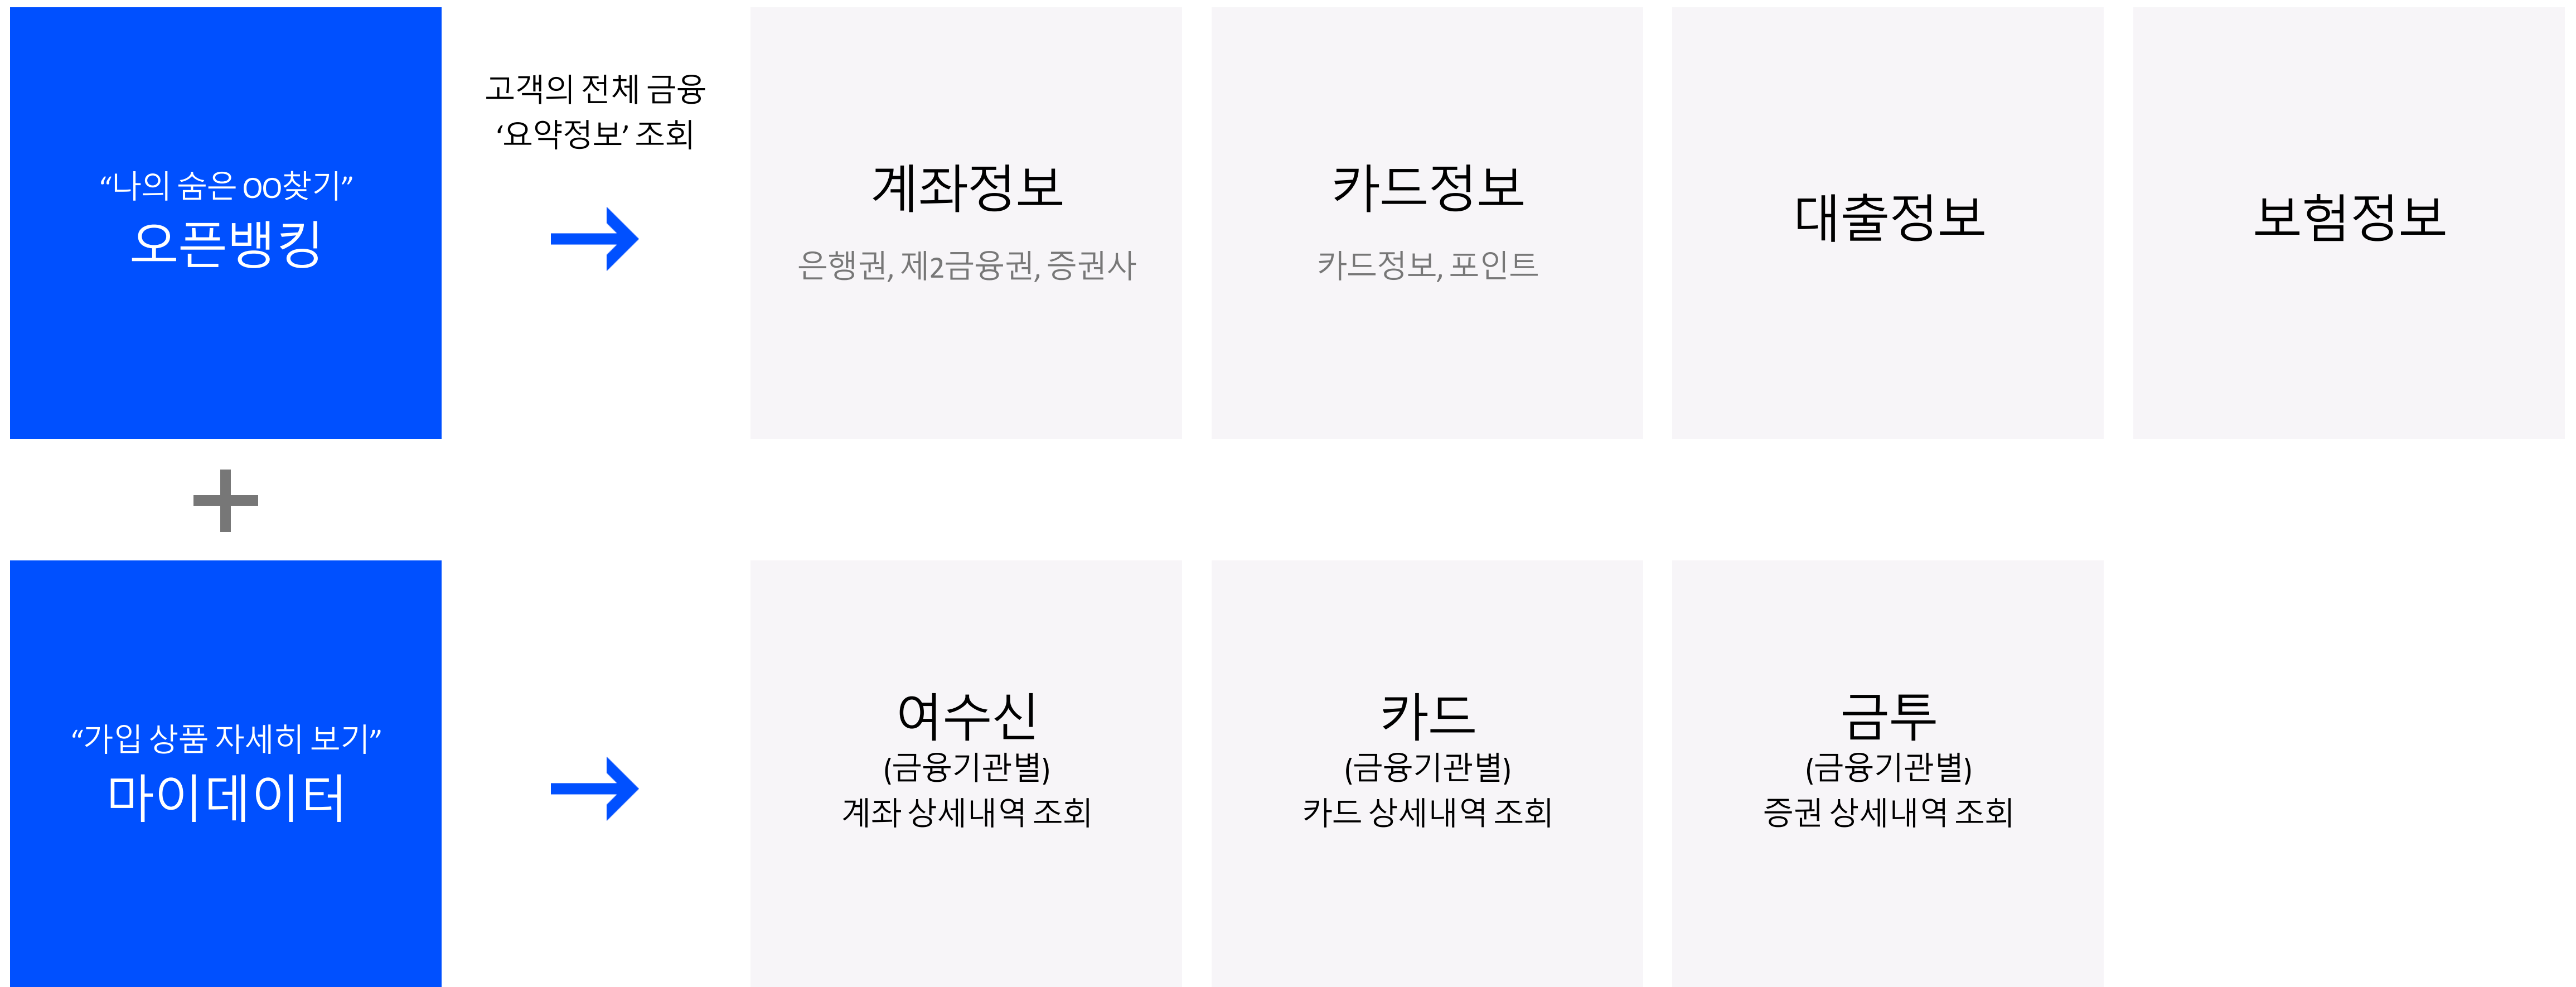 “나의 숨은 oo찾기”
오픈뱅킹
고객의 전체 금융
‘요약정보’ 조회
계좌정보
은행권, 제2금융권, 증권사
카드정보
카드정보, 포인트
대출정보
보험정보
“가입 상품 자세히 보기”
마이데이터
여수신
(금융기관별)
계좌 상세내역 조회
카드
(금융기관별)
카드 상세내역 조회
금투
(금융기관별)
증권 상세내역 조회